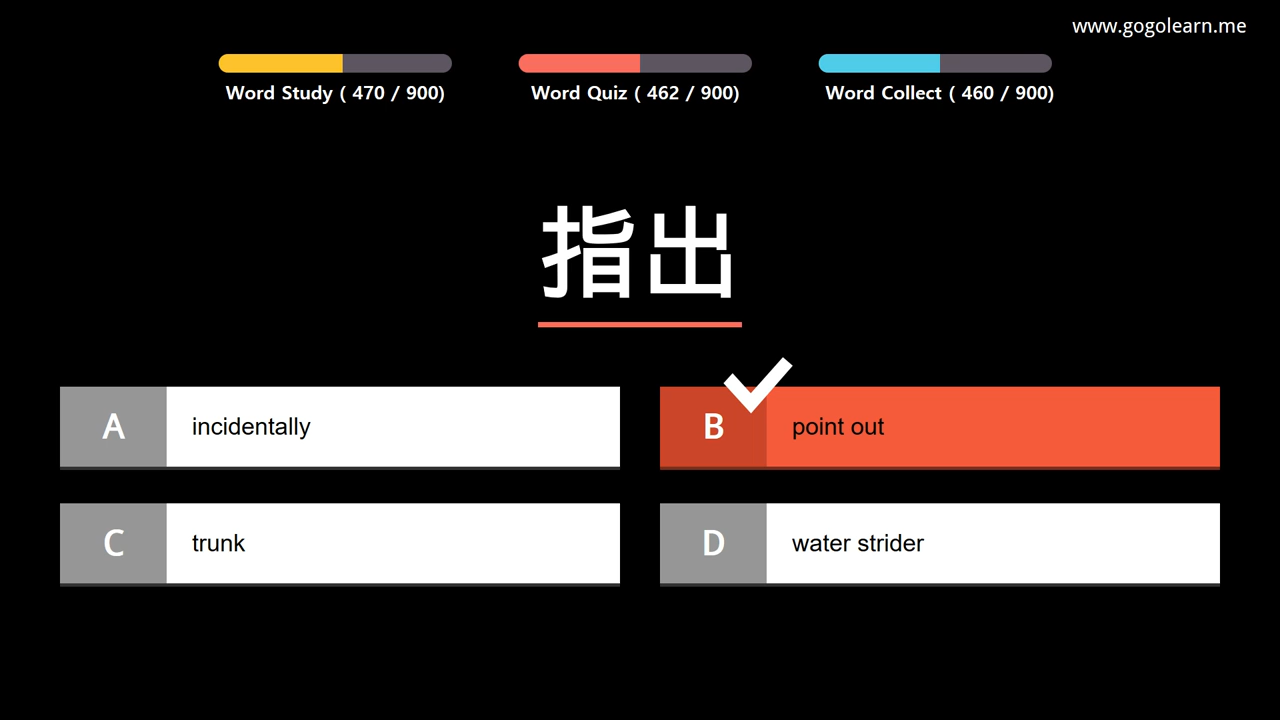 www.gogolearn.me
Word Study ( 470 / 900)
Word Quiz ( 462 / 900)
Word Collect ( 460 / 900)
指出
A
incidentally
B
point out
C
trunk
D
water strider